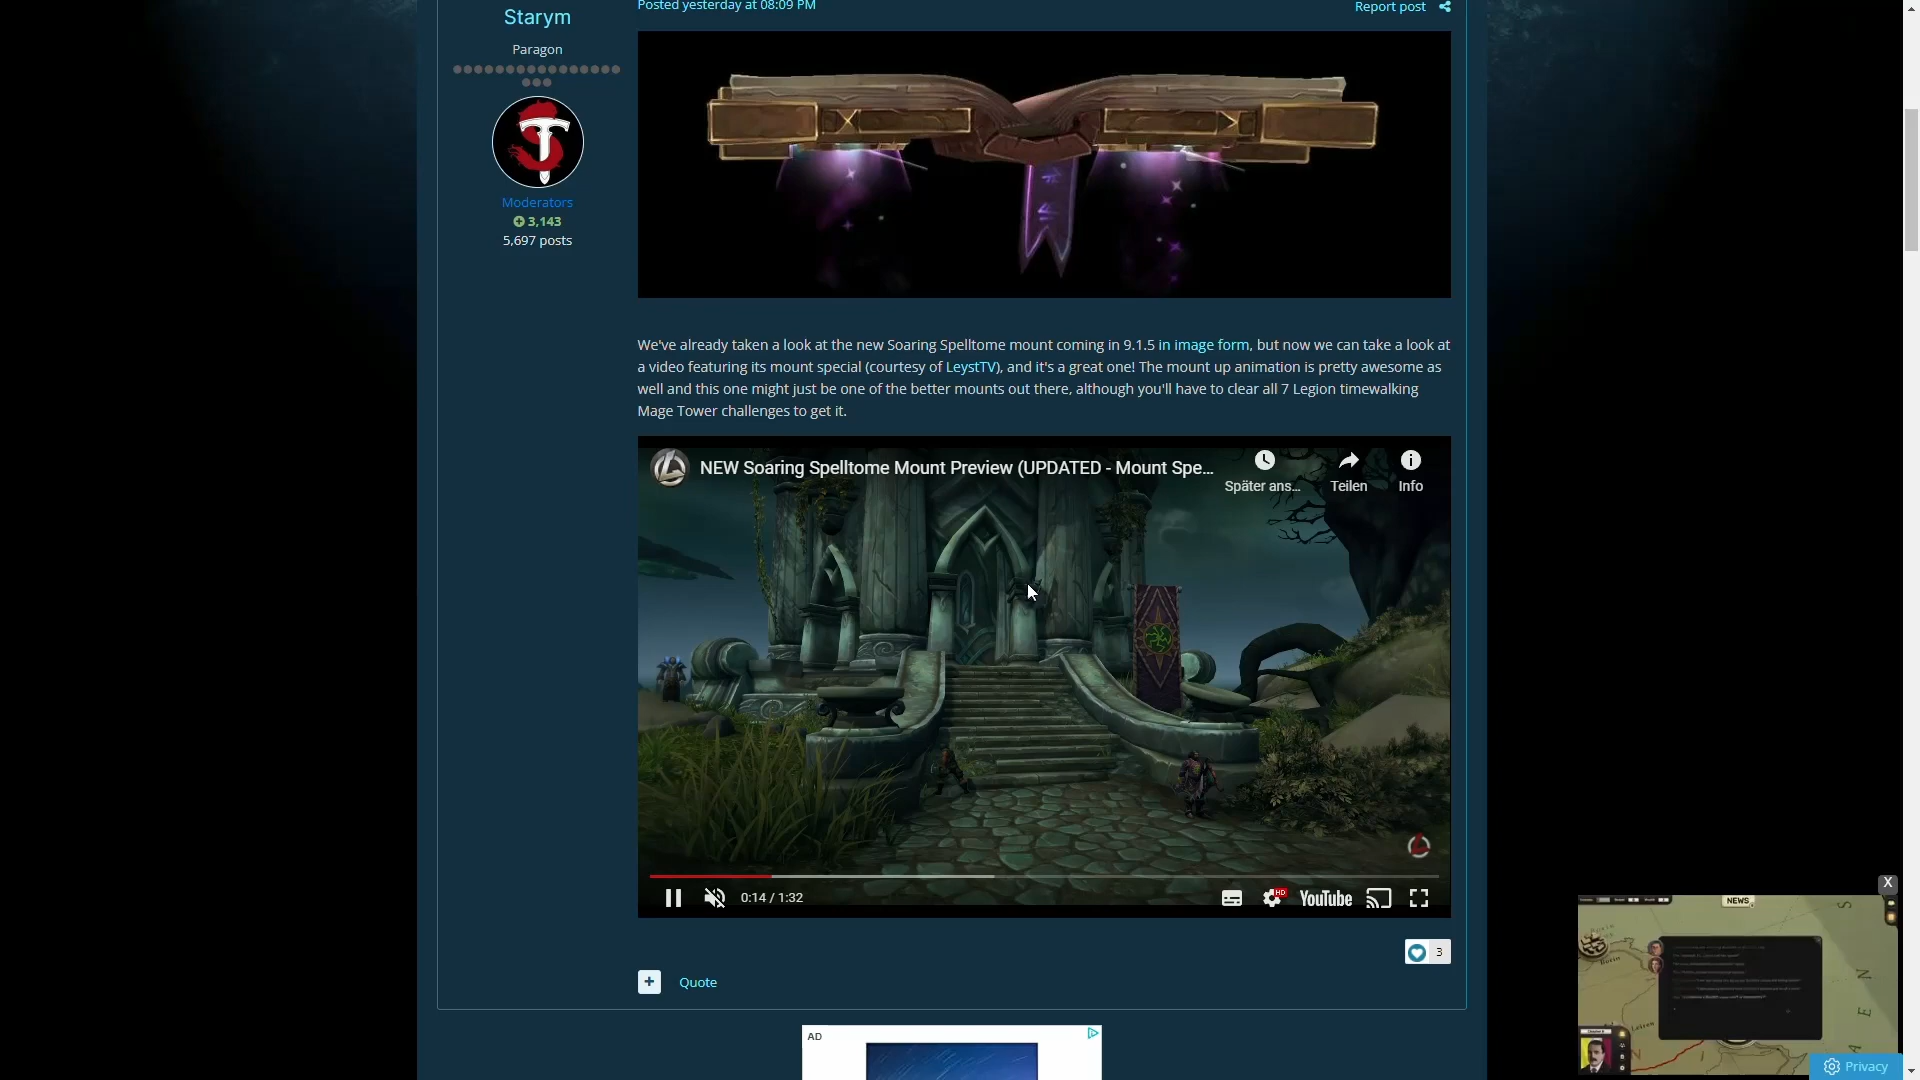 Starym
Posted yesterday at 08:09 PM
Report post
Paragon
Moderators
3,143
5,697 posts
We've already taken a look at the new Soaring Spelltome mount coming in 9.1.5 in image form, but now we can take a look at
a video featuring its mount special (courtesy of LeystTV), and it's a great one! The mount up animation is pretty awesome as
well and this one might just be one of the better mounts out there, although you'll have to clear all 7 Legion timewalking
Mage Tower challenges to get it.
NEW Soaring Spelltome Mount Preview (UPDATED - Mount Spe...
Später ans...
Teilen
Info
0:14 / 1:32
HD
YouTube
3
+
Quote
AD
X
NEWS
Privacy